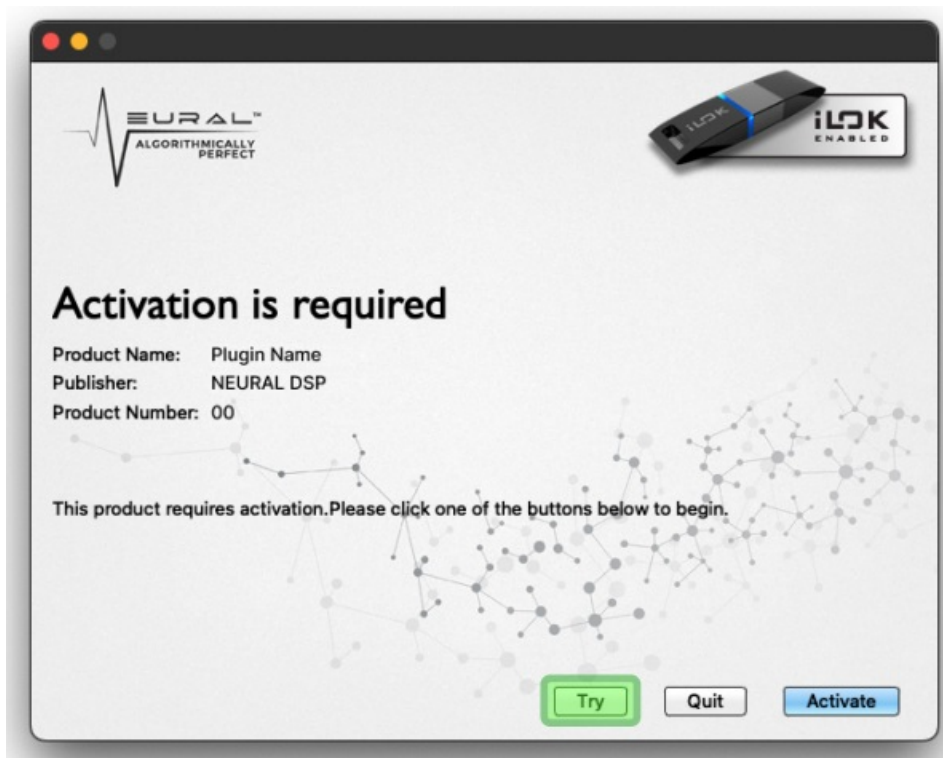 EURAL™
ALGORITHMICALLY
PERFECT
iLOK
iLOK
ENABLED
Activation is required
Product Name: Plugin Name
Publisher: NEURAL DSP
Product Number: 00
This product requires activation.Please click one of the buttons below to begin.
Try Quit Activate